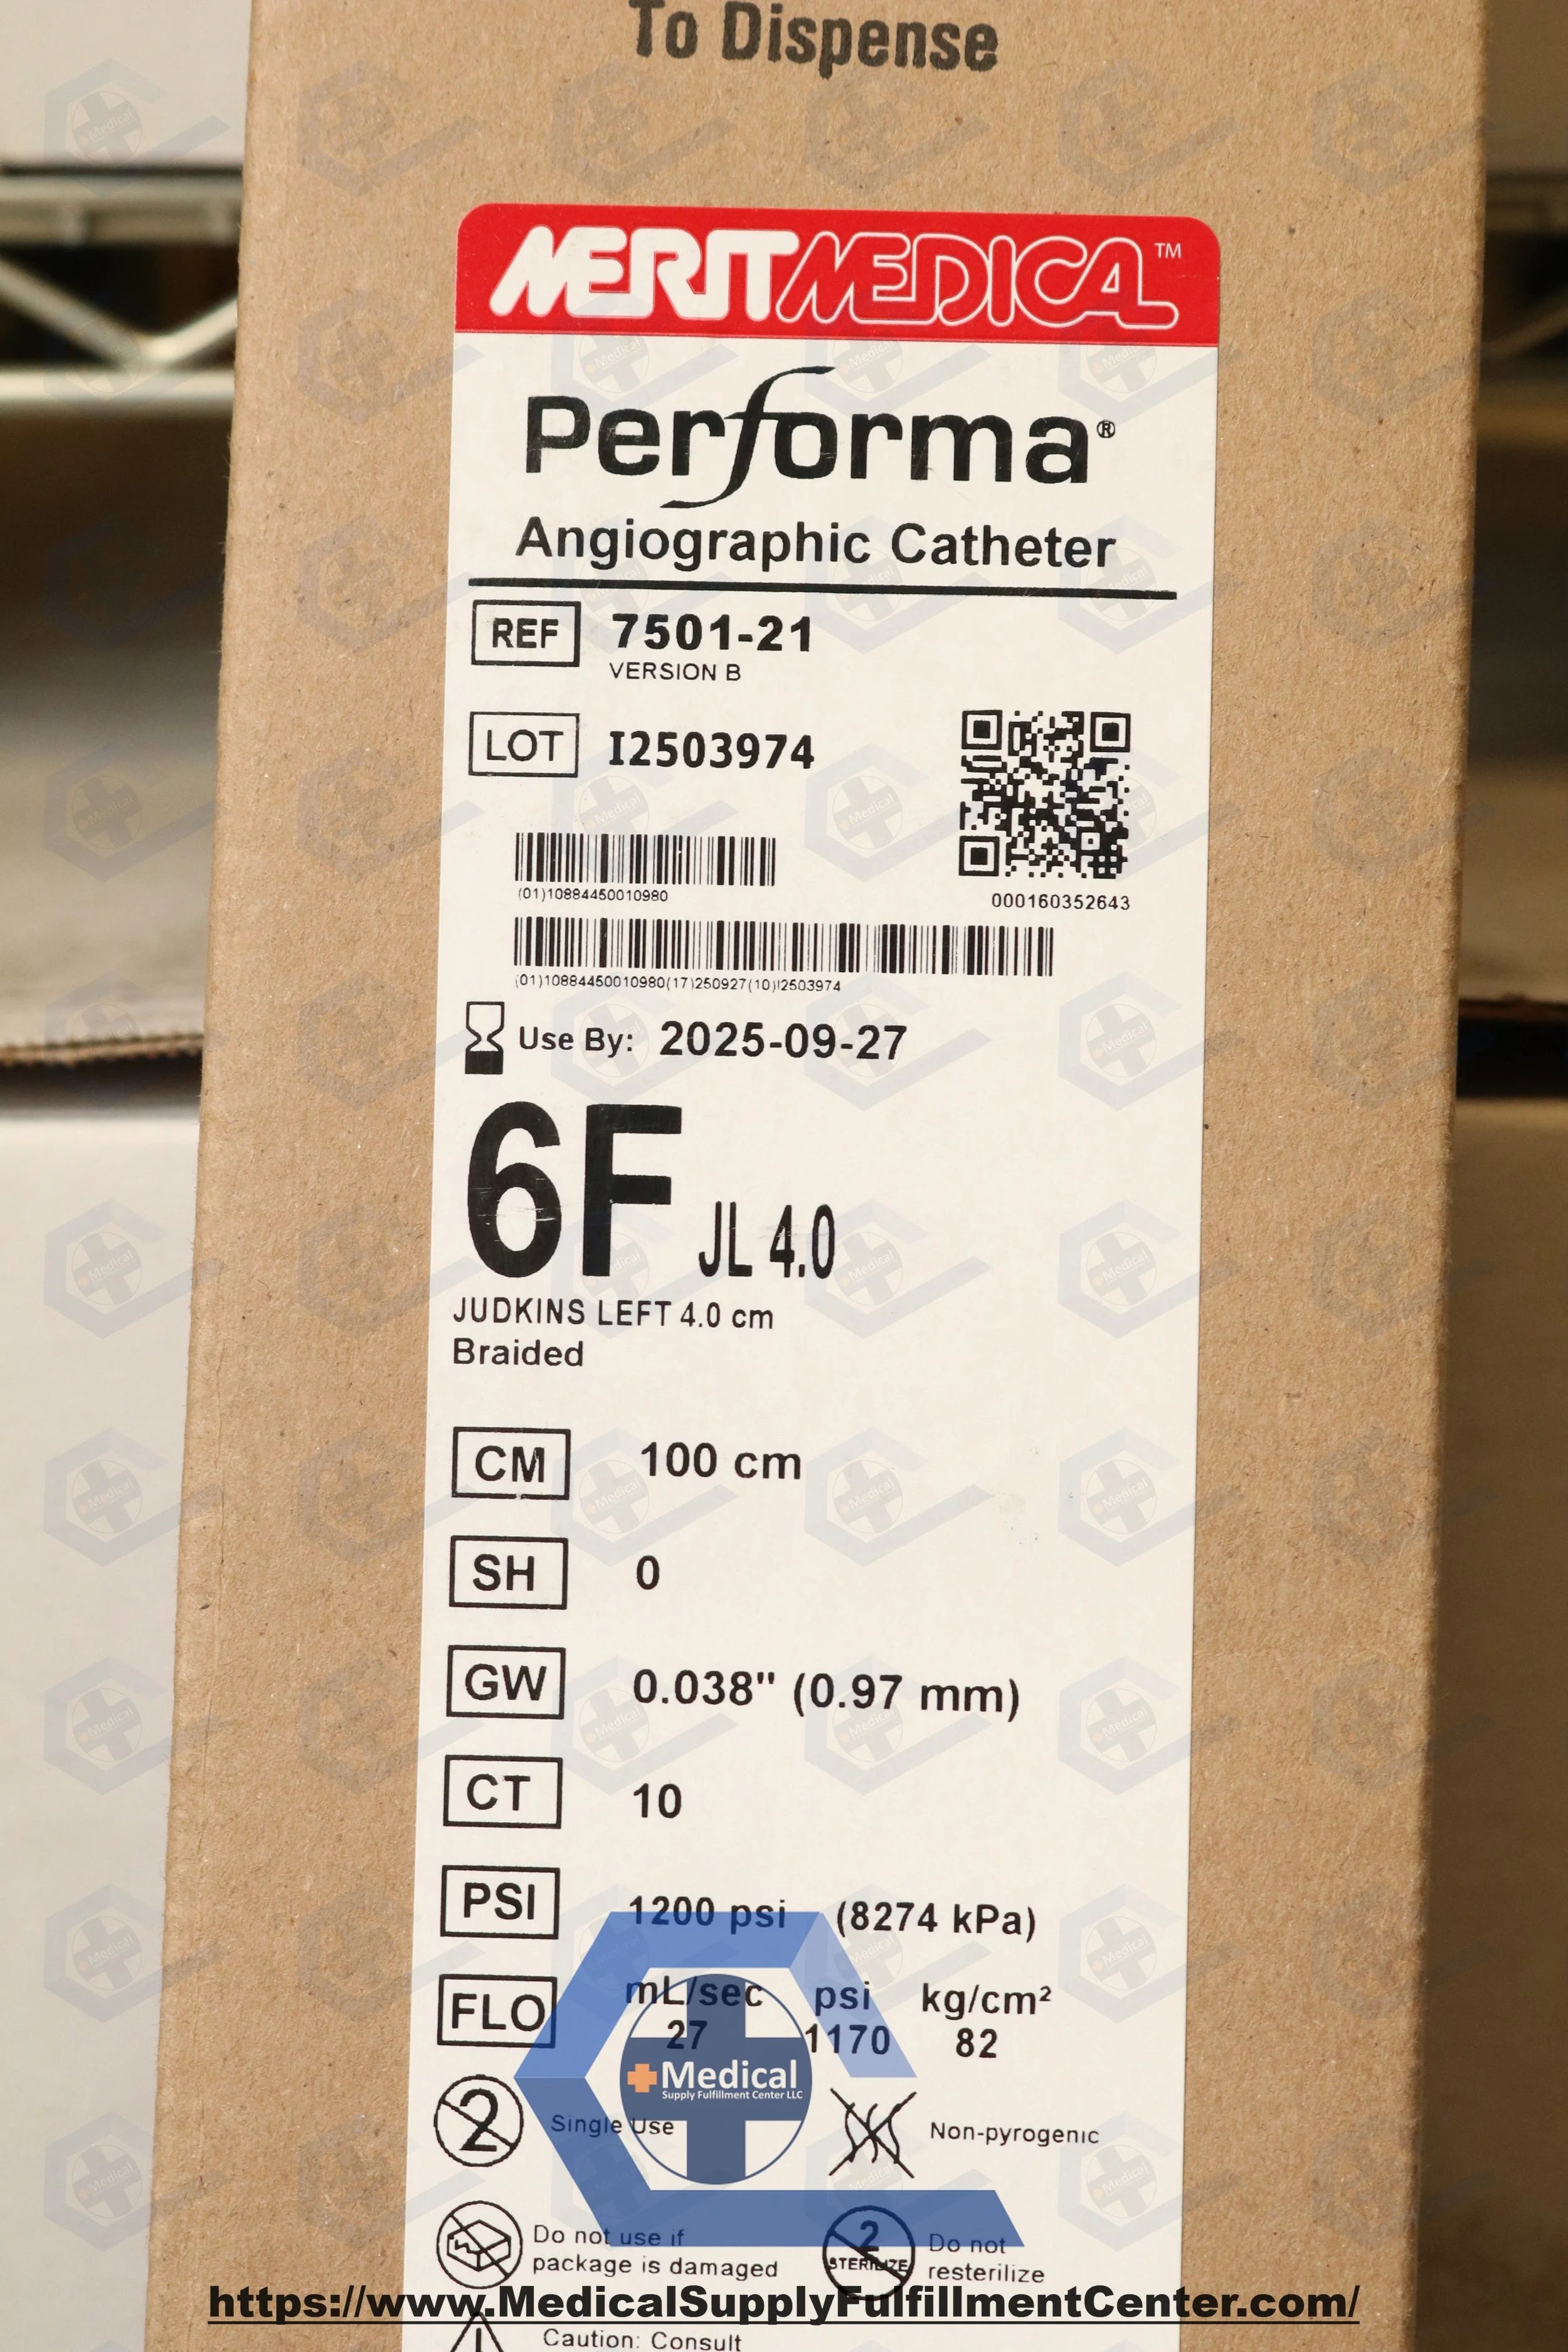 To Dispense
MERITMEDICAL™
Performa®
Angiographic Catheter
REF 7501-21
VERSION B
LOT I2503974
(01)10884450010980
000160352643
(01)10884450010980(17)250927(10)I2503974
Use By: 2025-09-27
6F JL 4.0
JUDKINS LEFT 4.0 cm
Braided
CM 100 cm
SH 0
GW 0.038" (0.97 mm)
CT 10
PSI 1200 psi (8274 kPa)
FLO mL/sec psi kg/cm²
27 1170 82
Medical
Supply Fulfillment Center LLC
2 Single Use
Non-pyrogenic
Do not use if
package is damaged
2
STERILIZE
Do not
resterilize
https://www.MedicalSupplyFulfillmentCenter.com/
Caution: Consult